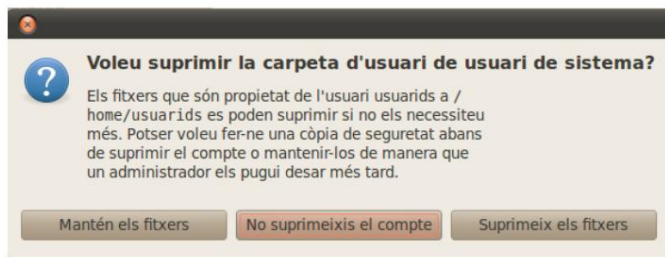 Voleu suprimir la carpeta d'usuari de usuari de sistema?
Els fitxers que són propietat de l'usuari usuarids a /
home/usuarids es poden suprimir si no els necessiteu
més. Potser voleu fer-ne una còpia de seguretat abans
de suprimir el compte o mantenir-los de manera que
un administrador els pugui desar més tard.
Mantén els fitxers
No suprimeixis el compte
Suprimeix els fitxers